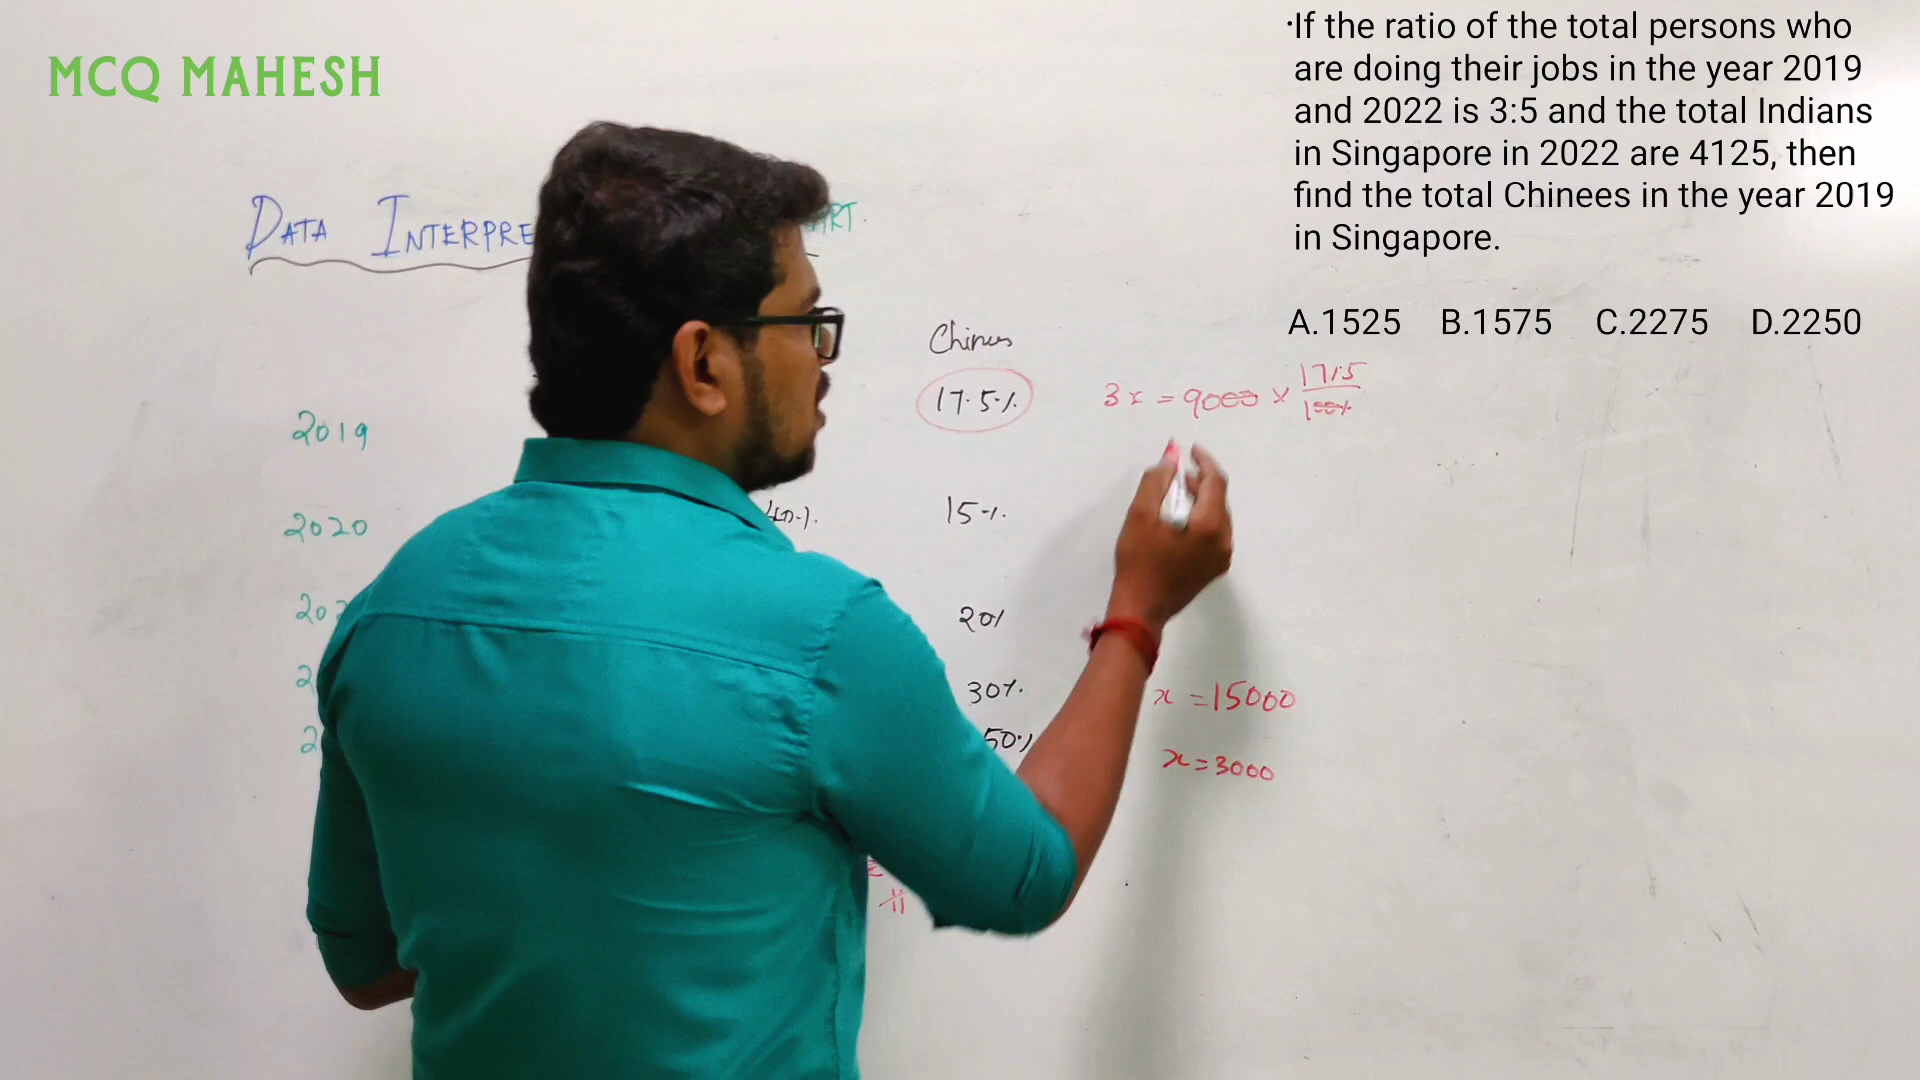 MCQ MAHESH
·If the ratio of the total persons who
are doing their jobs in the year 2019
and 2022 is 3:5 and the total Indians
in Singapore in 2022 are 4125, then
find the total Chinees in the year 2019
in Singapore.
A.1525 B.1575 C.2275 D.2250
DATA INTERPRE
ART.
Chinees
2019 17.5% 3x = 9000 × 17.5/100%
2020 40%. 15%.
20%
30%.
x = 15000
50%
x = 3000